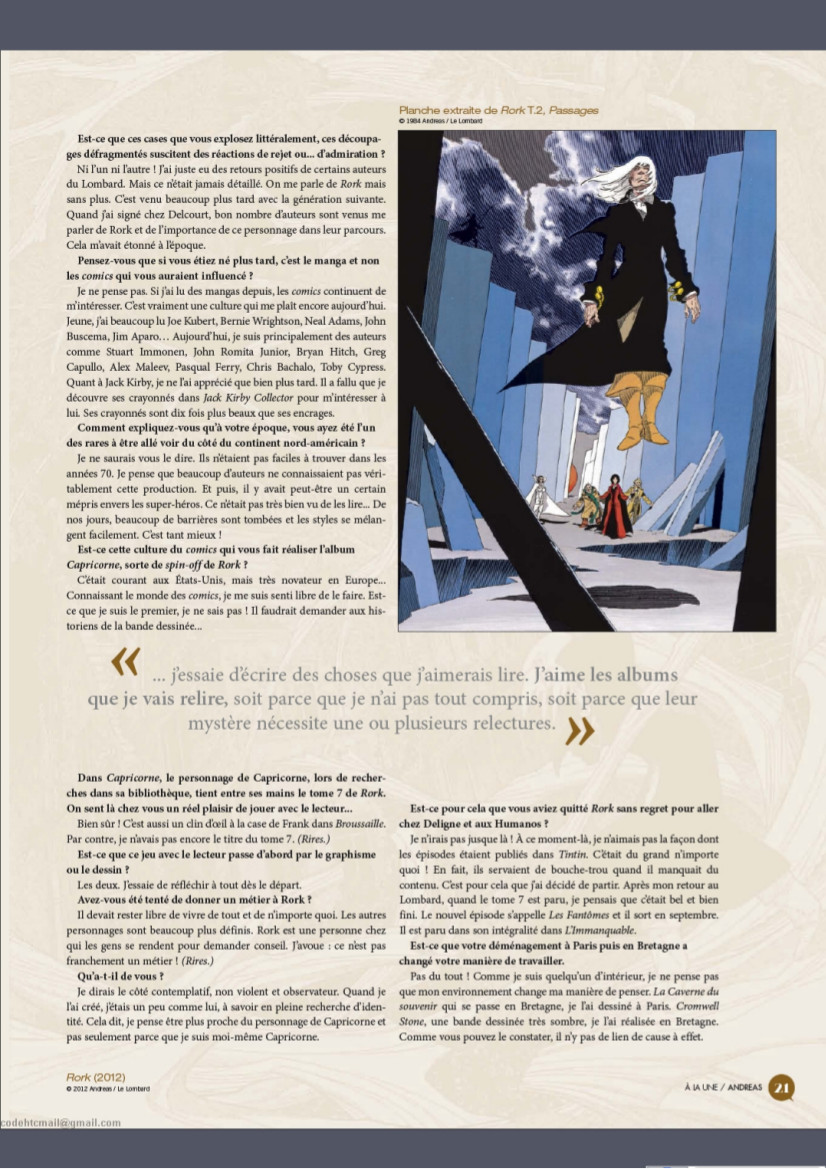 Planche extraite de Rork T.2, Passages
© 1984 Andreas / Le Lombard
Est-ce que ces cases que vous explosez littéralement, ces découpa-
ges défragmentés suscitent des réactions de rejet ou... d'admiration ?
Ni l'un ni l'autre ! J'ai juste eu des retours positifs de certains auteurs
du Lombard. Mais ce n'était jamais détaillé. On me parle de Rork mais
sans plus. C'est venu beaucoup plus tard avec la génération suivante.
Quand j'ai signé chez Delcourt, bon nombre d'auteurs sont venus me
parler de Rork et de l'importance de ce personnage dans leur parcours.
Cela m'avait étonné à l'époque.
Pensez-vous que si vous étiez né plus tard, c'est le manga et non
les comics qui vous auraient influencé ?
Je ne pense pas. Si j'ai lu des mangas depuis, les comics continuent de
m'intéresser. C'est vraiment une culture qui me plaît encore aujourd'hui.
Jeune, j'ai beaucoup lu Joe Kubert, Bernie Wrightson, Neal Adams, John
Buscema, Jim Aparo… Aujourd'hui, je suis principalement des auteurs
comme Stuart Immonen, John Romita Junior, Bryan Hitch, Greg
Capullo, Alex Maleev, Pasqual Ferry, Chris Bachalo, Toby Cypress.
Quant à Jack Kirby, je ne l'ai apprécié que bien plus tard. Il a fallu que je
découvre ses crayonnés dans Jack Kirby Collector pour m'intéresser à
lui. Ses crayonnés sont dix fois plus beaux que ses encrages.
Comment expliquez-vous qu'à votre époque, vous ayez été l'un
des rares à être allé voir du côté du continent nord-américain ?
Je ne saurais vous le dire. Ils n'étaient pas faciles à trouver dans les
années 70. Je pense que beaucoup d'auteurs ne connaissaient pas véri-
tablement cette production. Et puis, il y avait peut-être un certain
mépris envers les super-héros. Ce n'était pas très bien vu de les lire... De
nos jours, beaucoup de barrières sont tombées et les styles se mélan-
gent facilement. C'est tant mieux !
Est-ce cette culture du comics qui vous fait réaliser l'album
Capricorne, sorte de spin-off de Rork ?
C'était courant aux États-Unis, mais très novateur en Europe...
Connaissant le monde des comics, je me suis senti libre de le faire. Est-
ce que je suis le premier, je ne sais pas ! Il faudrait demander aux his-
toriens de la bande dessinée...
« ... j'essaie d'écrire des choses que j'aimerais lire. J'aime les albums
que je vais relire, soit parce que je n'ai pas tout compris, soit parce que leur
mystère nécessite une ou plusieurs relectures. »
Dans Capricorne, le personnage de Capricorne, lors de recher-
ches dans sa bibliothèque, tient entre ses mains le tome 7 de Rork.
On sent là chez vous un réel plaisir de jouer avec le lecteur...
Bien sûr ! C'est aussi un clin d'œil à la case de Frank dans Broussaille.
Par contre, je n'avais pas encore le titre du tome 7. (Rires.)
Est-ce que ce jeu avec le lecteur passe d'abord par le graphisme
ou le dessin ?
Les deux. J'essaie de réfléchir à tout dès le départ.
Avez-vous été tenté de donner un métier à Rork ?
Il devait rester libre de vivre de tout et de n'importe quoi. Les autres
personnages sont beaucoup plus définis. Rork est une personne chez
qui les gens se rendent pour demander conseil. J'avoue : ce n'est pas
franchement un métier ! (Rires.)
Qu'a-t-il de vous ?
Je dirais le côté contemplatif, non violent et observateur. Quand je
l'ai créé, j'étais un peu comme lui, à savoir en pleine recherche d'iden-
tité. Cela dit, je pense être plus proche du personnage de Capricorne et
pas seulement parce que je suis moi-même Capricorne.
Est-ce pour cela que vous aviez quitté Rork sans regret pour aller
chez Deligne et aux Humanos ?
Je n'irais pas jusque là ! À ce moment-là, je n'aimais pas la façon dont
les épisodes étaient publiés dans Tintin. C'était du grand n'importe
quoi ! En fait, ils servaient de bouche-trou quand il manquait du
contenu. C'est pour cela que j'ai décidé de partir. Après mon retour au
Lombard, quand le tome 7 est paru, je pensais que c'était bel et bien
fini. Le nouvel épisode s'appelle Les Fantômes et il sort en septembre.
Il est paru dans son intégralité dans L'Immanquable.
Est-ce que votre déménagement à Paris puis en Bretagne a
changé votre manière de travailler.
Pas du tout ! Comme je suis quelqu'un d'intérieur, je ne pense pas
que mon environnement change ma manière de penser. La Caverne du
souvenir qui se passe en Bretagne, je l'ai dessiné à Paris. Cromwell
Stone, une bande dessinée très sombre, je l'ai réalisée en Bretagne.
Comme vous pouvez le constater, il n'y pas de lien de cause à effet.
Rork (2012)
© 2012 Andreas / Le Lombard
À LA UNE / ANDREAS 21
codehtcmail@gmail.com